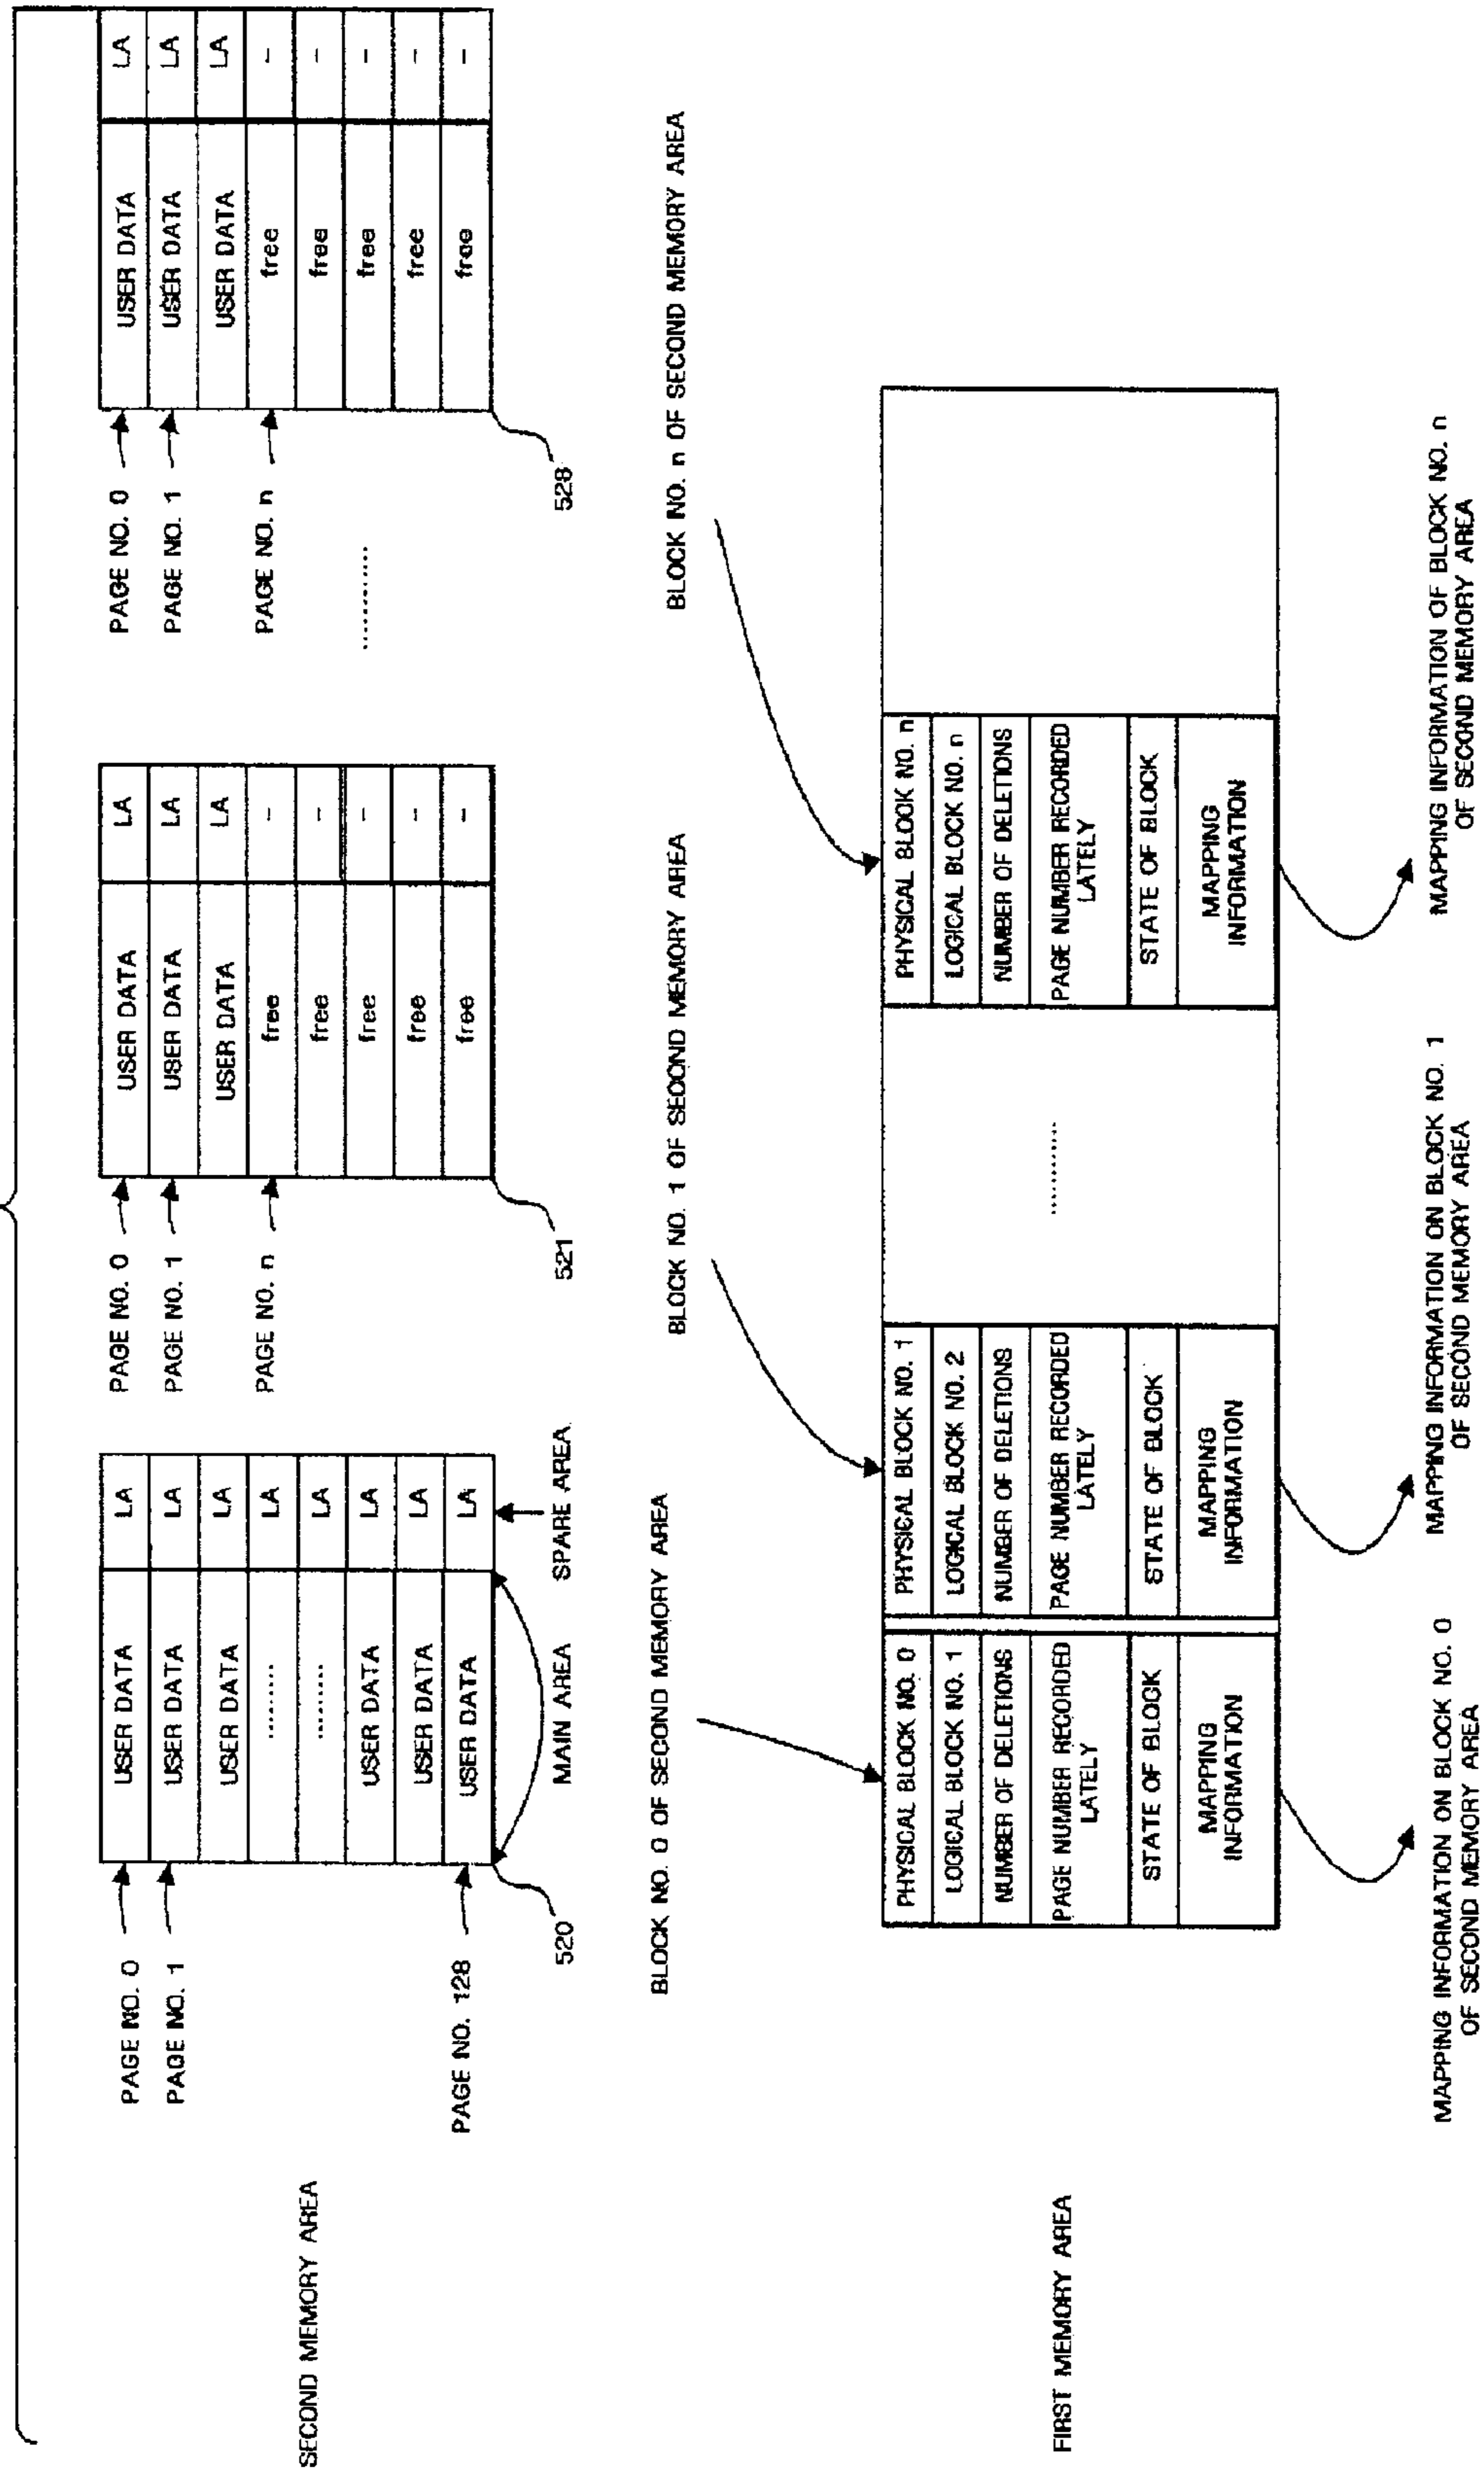 SECOND MEMORY AREA
PAGE NO. 0
PAGE NO. 1
PAGE NO. 128
USER DATA LA
USER DATA LA
USER DATA LA
········ LA
········ LA
USER DATA LA
USER DATA LA
USER DATA LA
520
MAIN AREA
SPARE AREA
PAGE NO. 0
PAGE NO. 1
PAGE NO. n
USER DATA LA
USER DATA LA
USER DATA LA
free -
free -
free -
free -
free -
521
··········
PAGE NO. 0
PAGE NO. 1
PAGE NO. n
USER DATA LA
USER DATA LA
USER DATA LA
free -
free -
free -
free -
free -
528
BLOCK NO. 0 OF SECOND MEMORY AREA
BLOCK NO. 1 OF SECOND MEMORY AREA
BLOCK NO. n OF SECOND MEMORY AREA
FIRST MEMORY AREA
PHYSICAL BLOCK NO. 0
LOGICAL BLOCK NO. 1
NUMBER OF DELETIONS
PAGE NUMBER RECORDED
LATELY
STATE OF BLOCK
MAPPING
INFORMATION
PHYSICAL BLOCK NO. 1
LOGICAL BLOCK NO. 2
NUMBER OF DELETIONS
PAGE NUMBER RECORDED
LATELY
STATE OF BLOCK
MAPPING
INFORMATION
··········
PHYSICAL BLOCK NO. n
LOGICAL BLOCK NO. n
NUMBER OF DELETIONS
PAGE NUMBER RECORDED
LATELY
STATE OF BLOCK
MAPPING
INFORMATION
MAPPING INFORMATION ON BLOCK NO. 0
OF SECOND MEMORY AREA
MAPPING INFORMATION ON BLOCK NO. 1
OF SECOND MEMORY AREA
MAPPING INFORMATION OF BLOCK NO. n
OF SECOND MEMORY AREA